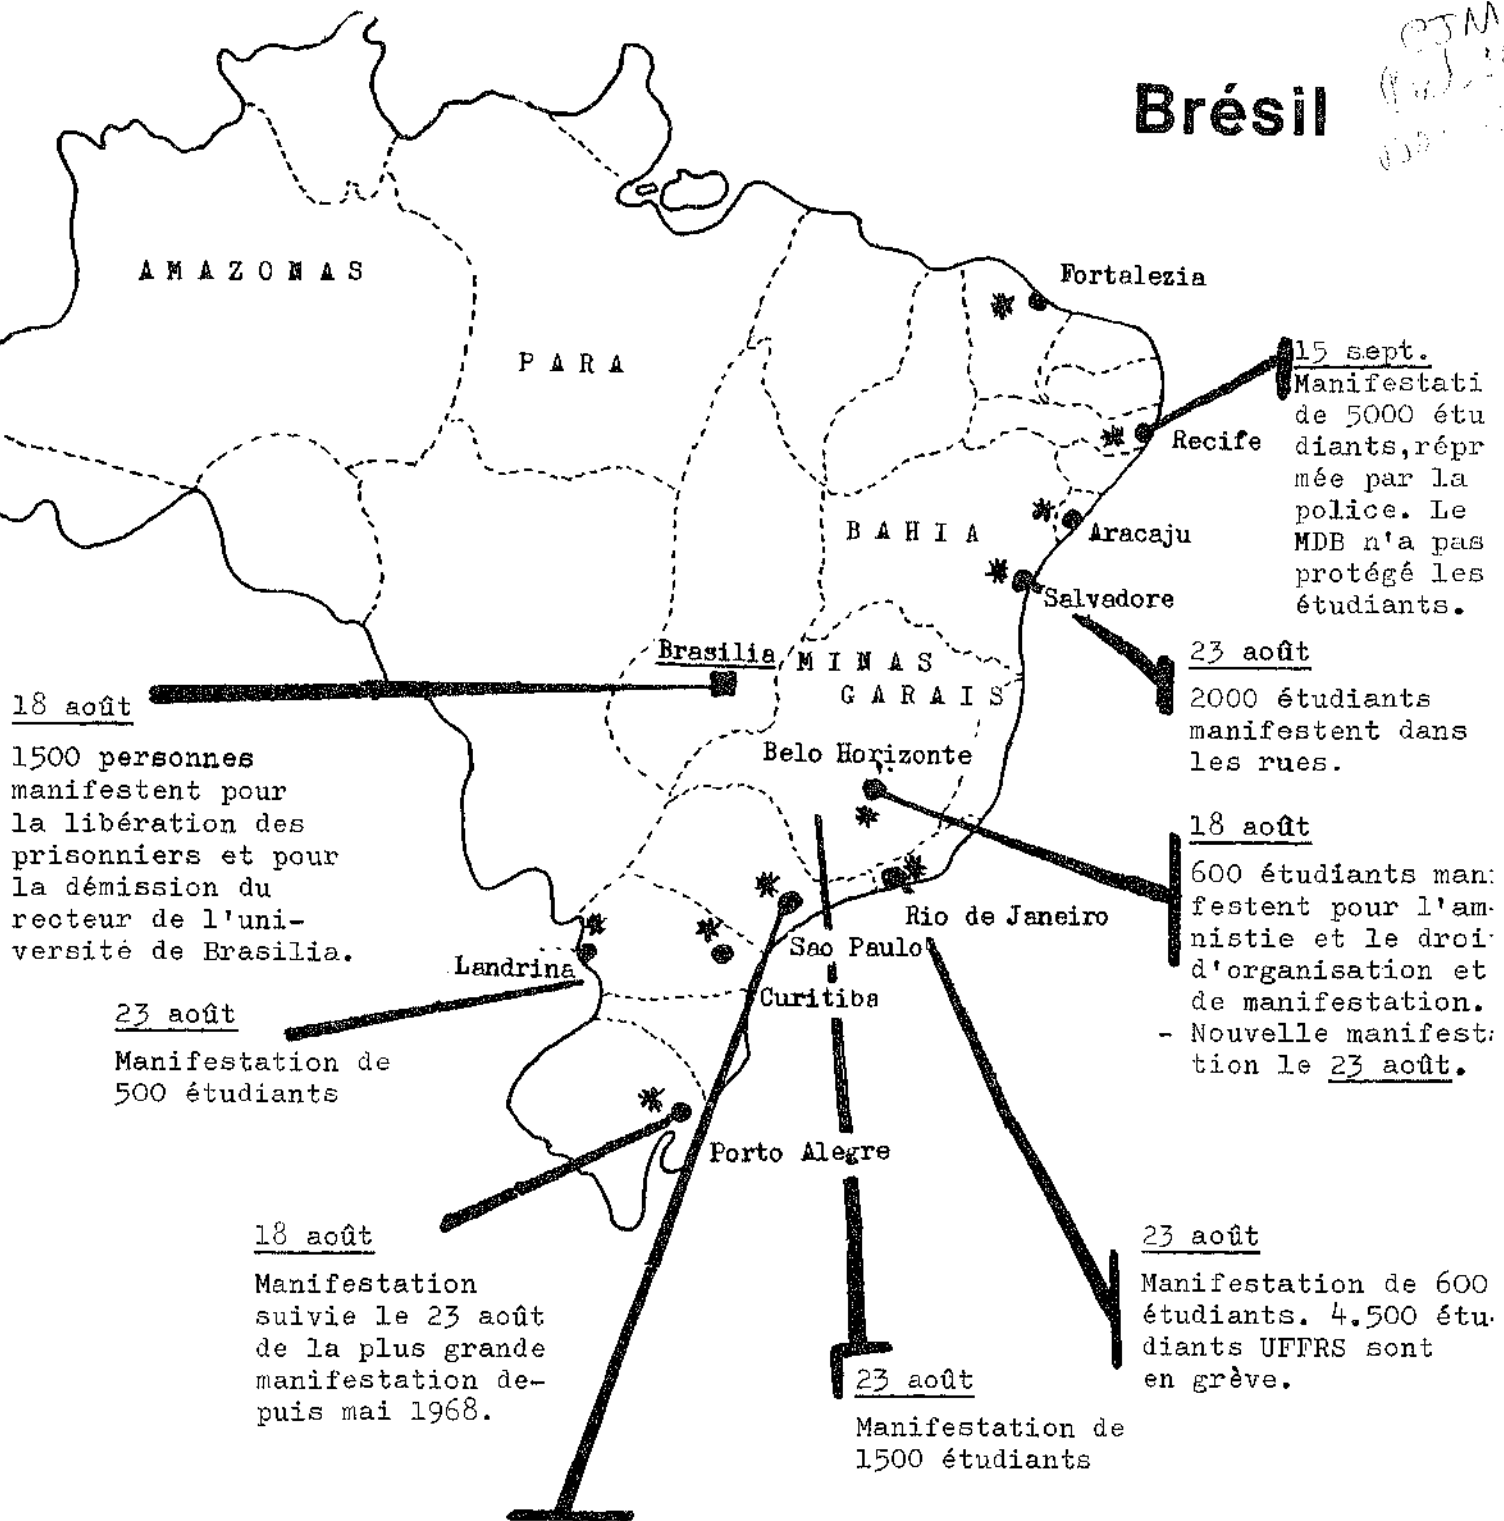 Brésil
AMAZONAS
PARA
Fortalezia
15 sept.
Manifestati
de 5000 étu
diants,répr
mée par la
police. Le
MDB n'a pas
protégé les
étudiants.
Recife
BAHIA
Aracaju
Salvadore
23 août
2000 étudiants
manifestent dans
les rues.
Brasilia
MINAS
GARAIS
18 août
1500 personnes
manifestent pour
la libération des
prisonniers et pour
la démission du
recteur de l'uni-
versité de Brasilia.
Belo Horizonte
18 août
600 étudiants man
festent pour l'am-
nistie et le droi
d'organisation et
de manifestation.
- Nouvelle manifest
tion le 23 août.
Rio de Janeiro
Sao Paulo
Landrina
Curitiba
23 août
Manifestation de
500 étudiants
Porto Alegre
18 août
Manifestation
suivie le 23 août
de la plus grande
manifestation de-
puis mai 1968.
23 août
Manifestation de 600
étudiants. 4.500 étu-
diants UFFRS sont
en grève.
23 août
Manifestation de
1500 étudiants